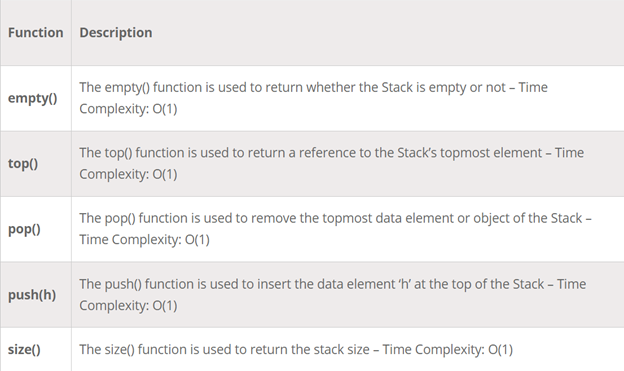 Function Description
empty() The empty() function is used to return whether the Stack is empty or not – Time
Complexity: O(1)
top() The top() function is used to return a reference to the Stack’s topmost element – Time
Complexity: O(1)
pop() The pop() function is used to remove the topmost data element or object of the Stack –
Time Complexity: O(1)
push(h) The push() function is used to insert the data element ‘h’ at the top of the Stack – Time
Complexity: O(1)
size() The size() function is used to return the stack size – Time Complexity: O(1)